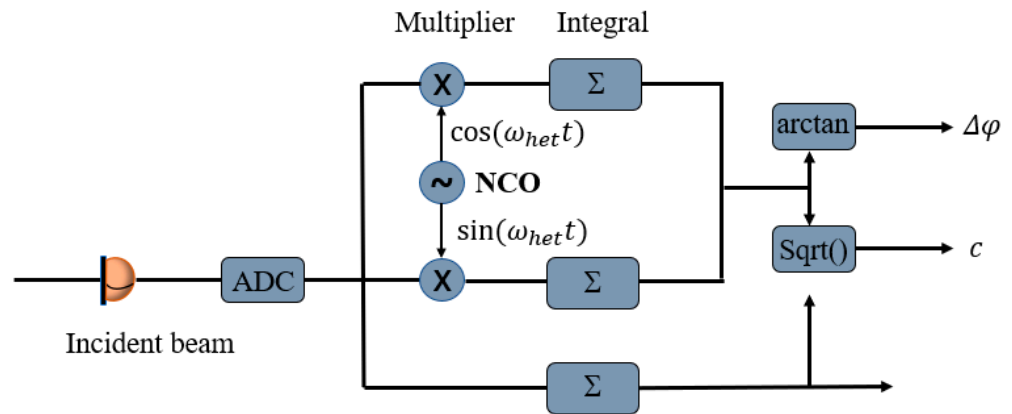 Multiplier Integral
X Σ
cos(ω_het t)
arctan Δφ
~ NCO
sin(ω_het t)
Sqrt() c
ADC X Σ
Incident beam
Σ